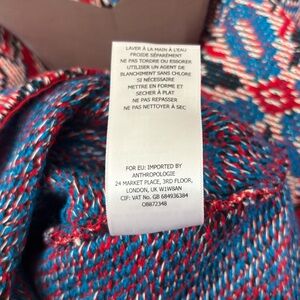 LAVER À LA MAIN À L'EAU
FROIDE SÉPARÉMENT
NE PAS TORDRE OU ESSORER
UTILISER UN AGENT DE
BLANCHIMENT SANS CHLORE
SI NÉCESSAIRE
METTRE EN FORME ET
SÉCHER À PLAT
NE PAS REPASSER
NE PAS NETTOYER À SEC
FOR EU: IMPORTED BY
ANTHROPOLOGIE
24 MARKET PLACE, 3RD FLOOR,
LONDON, UK W1W8AN
CIF: VAT No. GB 684936384
OB872348